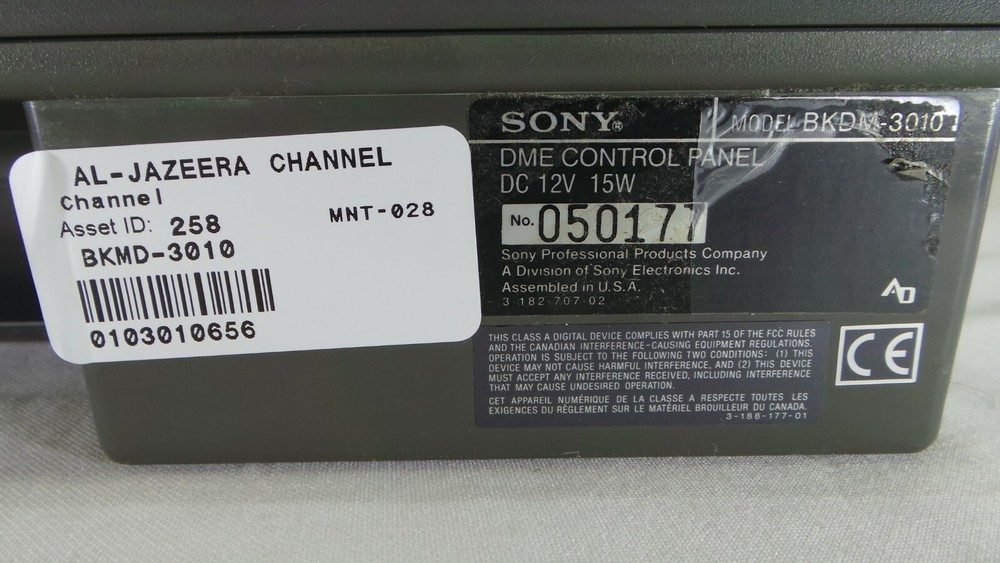 AL-JAZEERA CHANNEL
Channel
Asset ID: 258
MNT-028
BKMD-3010
0103010656
SONY®
MODEL BKDM-3010
DME CONTROL PANEL
DC 12V 15W
No. 050177
Sony Professional Products Company
A Division of Sony Electronics Inc.
Assembled in U.S.A.
3-182-707-02
AD
THIS CLASS A DIGITAL DEVICE COMPLIES WITH PART 15 OF THE FCC RULES
AND THE CANADIAN INTERFERENCE-CAUSING EQUIPMENT REGULATIONS.
OPERATION IS SUBJECT TO THE FOLLOWING TWO CONDITIONS: (1) THIS
DEVICE MAY NOT CAUSE HARMFUL INTERFERENCE, AND (2) THIS DEVICE
MUST ACCEPT ANY INTERFERENCE RECEIVED, INCLUDING INTERFERENCE
THAT MAY CAUSE UNDESIRED OPERATION.
CET APPAREIL NUMÉRIQUE DE LA CLASSE A RESPECTE TOUTES LES
EXIGENCES DU RÈGLEMENT SUR LE MATÉRIEL BROUILLEUR DU CANADA.
3-188-177-01
CE